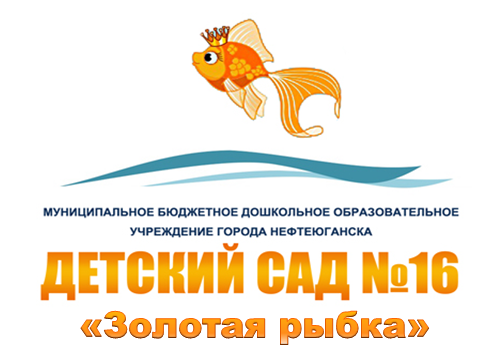 МУНИЦИПАЛЬНОЕ БЮДЖЕТНОЕ ДОШКОЛЬНОЕ ОБРАЗОВАТЕЛЬНОЕ
УЧРЕЖДЕНИЕ ГОРОДА НЕФТЕЮГАНСКА
ДЕТСКИЙ САД №16
«Золотая рыбка»